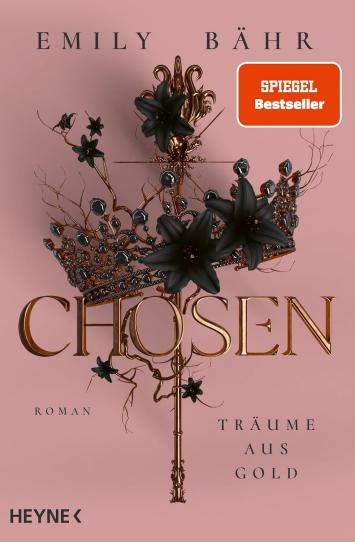 EMILY BÄHR
SPIEGEL
Bestseller
CHOSEN
ROMAN
TRÄUME
AUS
GOLD
HEYNE